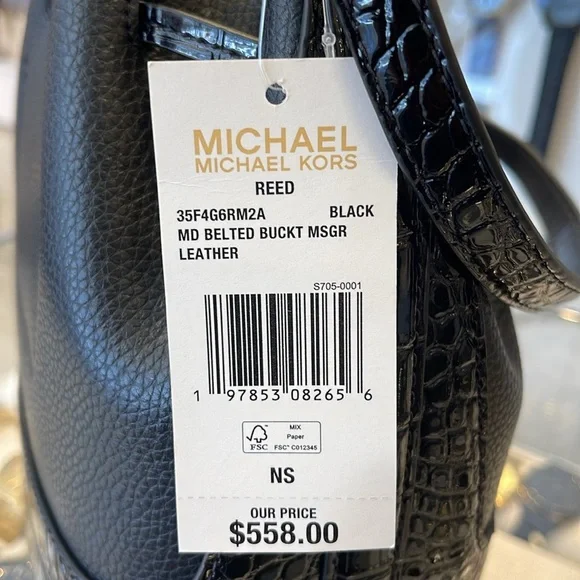 MICHAEL
MICHAEL KORS
REED
35F4G6RM2A BLACK
MD BELTED BUCKT MSGR
LEATHER
S705-0001
1 97853 08265 6
FSC
MIX
Paper
FSC® C012345
NS
OUR PRICE
$558.00